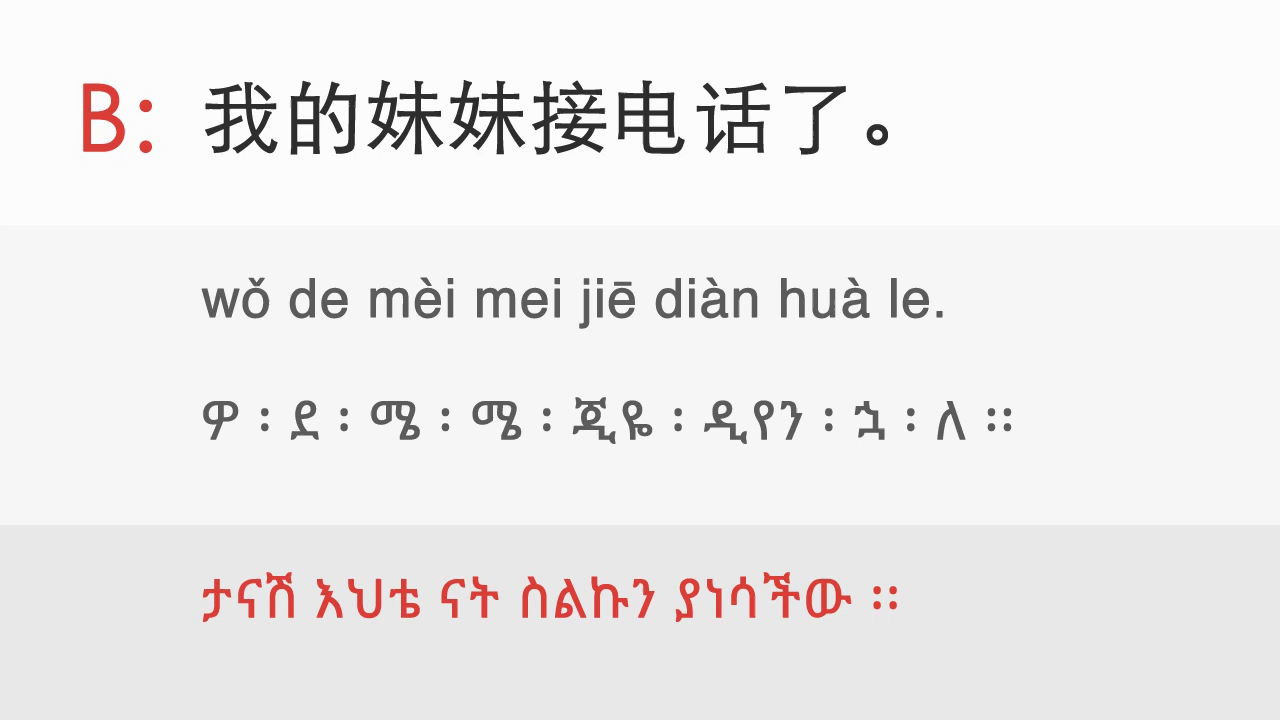 B: 我的妹妹接电话了。
wǒ de mèi mei jiē diàn huà le.
ዎ ፡ ደ ፡ ሜ ፡ ሜ ፡ ጂዬ ፡ ዲየን ፡ ኋ ፡ ለ ።
ታናሽ እህቴ ናት ስልኩን ያነሳችው ።